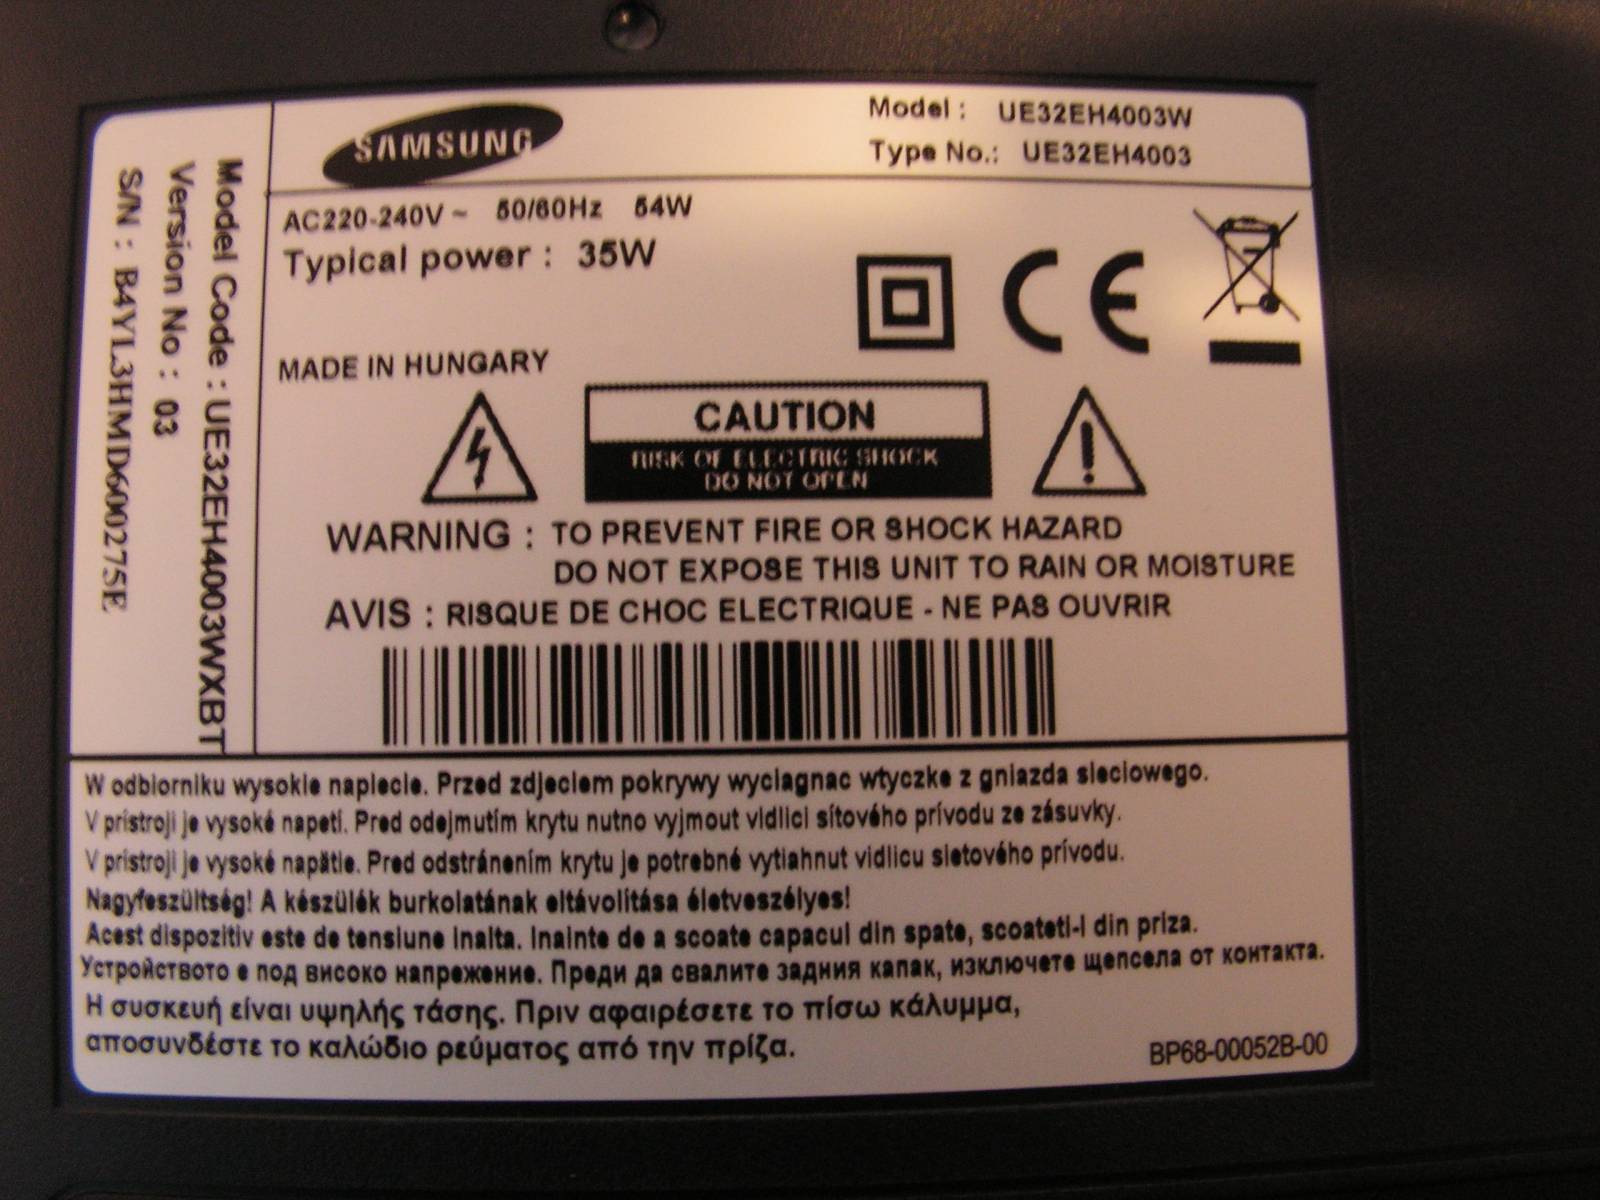 SAMSUNG
Model : UE32EH4003W
Type No.: UE32EH4003
AC220-240V ~ 50/60Hz 54W
Typical power : 35W
MADE IN HUNGARY
CE
CAUTION
RISK OF ELECTRIC SHOCK
DO NOT OPEN
WARNING : TO PREVENT FIRE OR SHOCK HAZARD
DO NOT EXPOSE THIS UNIT TO RAIN OR MOISTURE
AVIS : RISQUE DE CHOC ELECTRIQUE - NE PAS OUVRIR
Model Code : UE32EH4003WXBT
Version No : 03
S/N : B4YL3HMD600275E
W odbiorniku wysokie napiecie. Przed zdjeciem pokrywy wyciagnac wtyczke z gniazda sieciowego.
V prístroji je vysoké napetí. Pred odejmutím krytu nutno vyjmout vidlici sítového prívodu ze zásuvky.
V prístroji je vysoké napätie. Pred odstránením krytu je potrebné vytiahnut vidlicu sietového prívodu.
Nagyfeszültség! A készülék burkolatának eltávolítása életveszélyes!
Acest dispozitiv este de tensiune inalta. Inainte de a scoate capacul din spate, scoateti-l din priza.
Устройството е под високо напрежение. Преди да свалите задния капак, изключете щепсела от контакта.
Η συσκευή είναι υψηλής τάσης. Πριν αφαιρέσετε το πίσω κάλυμμα,
αποσυνδέστε το καλώδιο ρεύματος από την πρίζα.
BP68-00052B-00